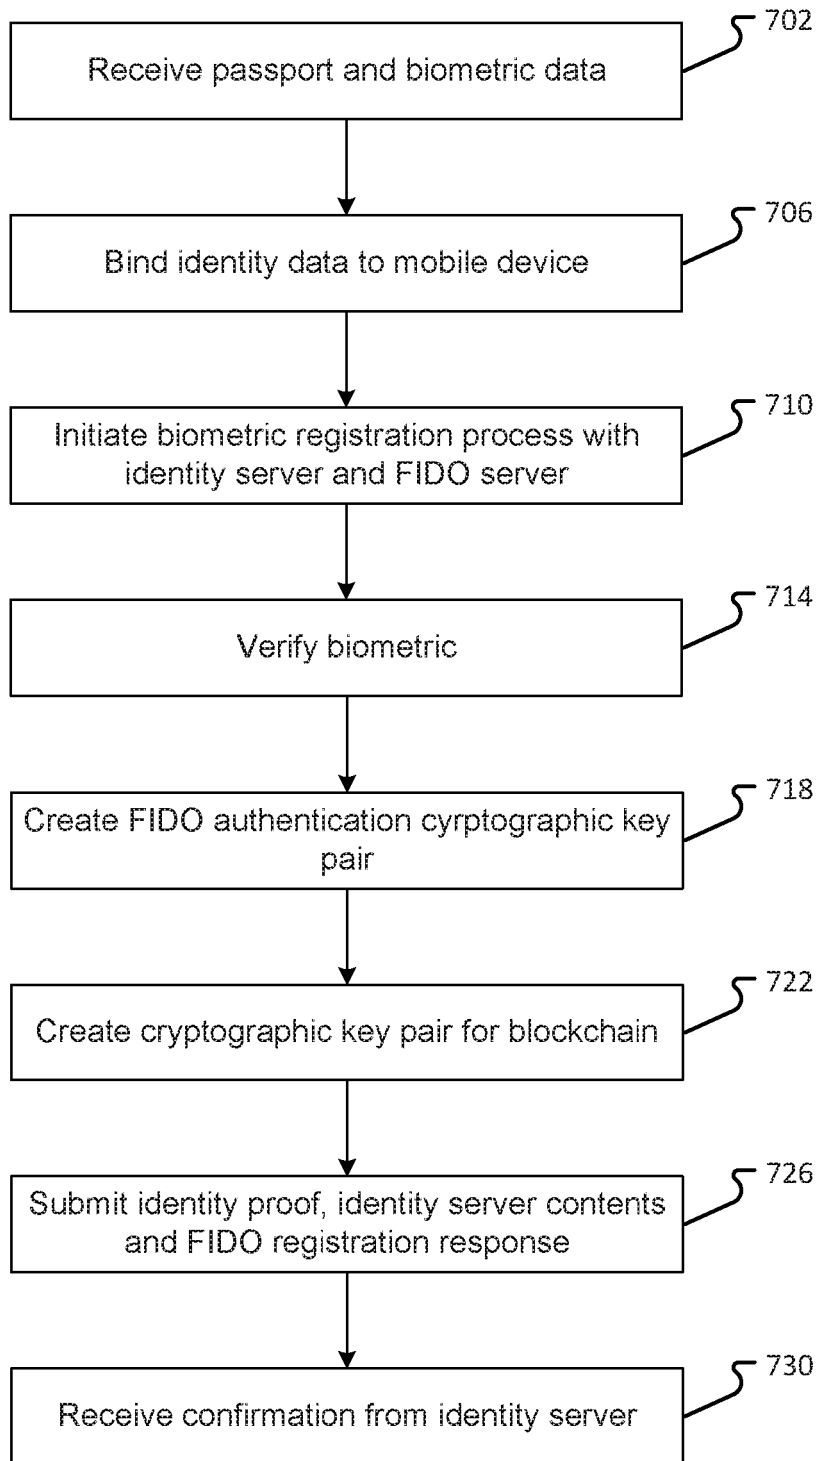 702
Receive passport and biometric data
706
Bind identity data to mobile device
710
Initiate biometric registration process with
identity server and FIDO server
714
Verify biometric
718
Create FIDO authentication cyrptographic key
pair
722
Create cryptographic key pair for blockchain
726
Submit identity proof, identity server contents
and FIDO registration response
730
Receive confirmation from identity server